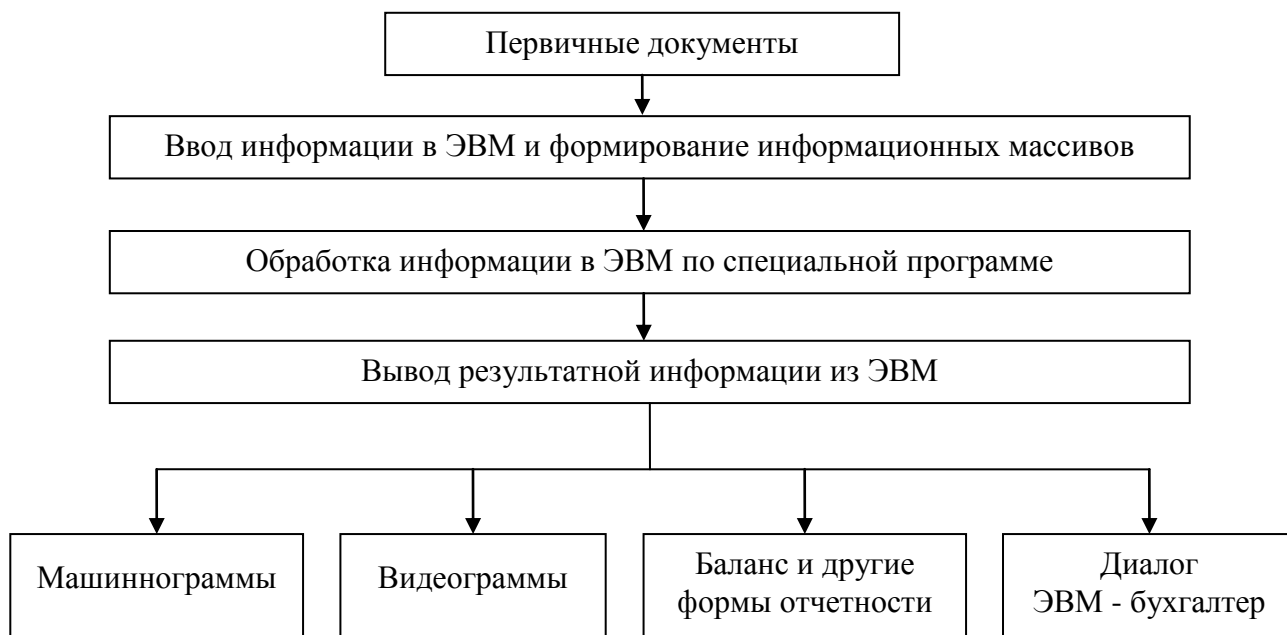 Первичные документы
Ввод информации в ЭВМ и формирование информационных массивов
Обработка информации в ЭВМ по специальной программе
Вывод результатной информации из ЭВМ
Машиннограммы
Видеограммы
Баланс и другие
формы отчетности
Диалог
ЭВМ - бухгалтер